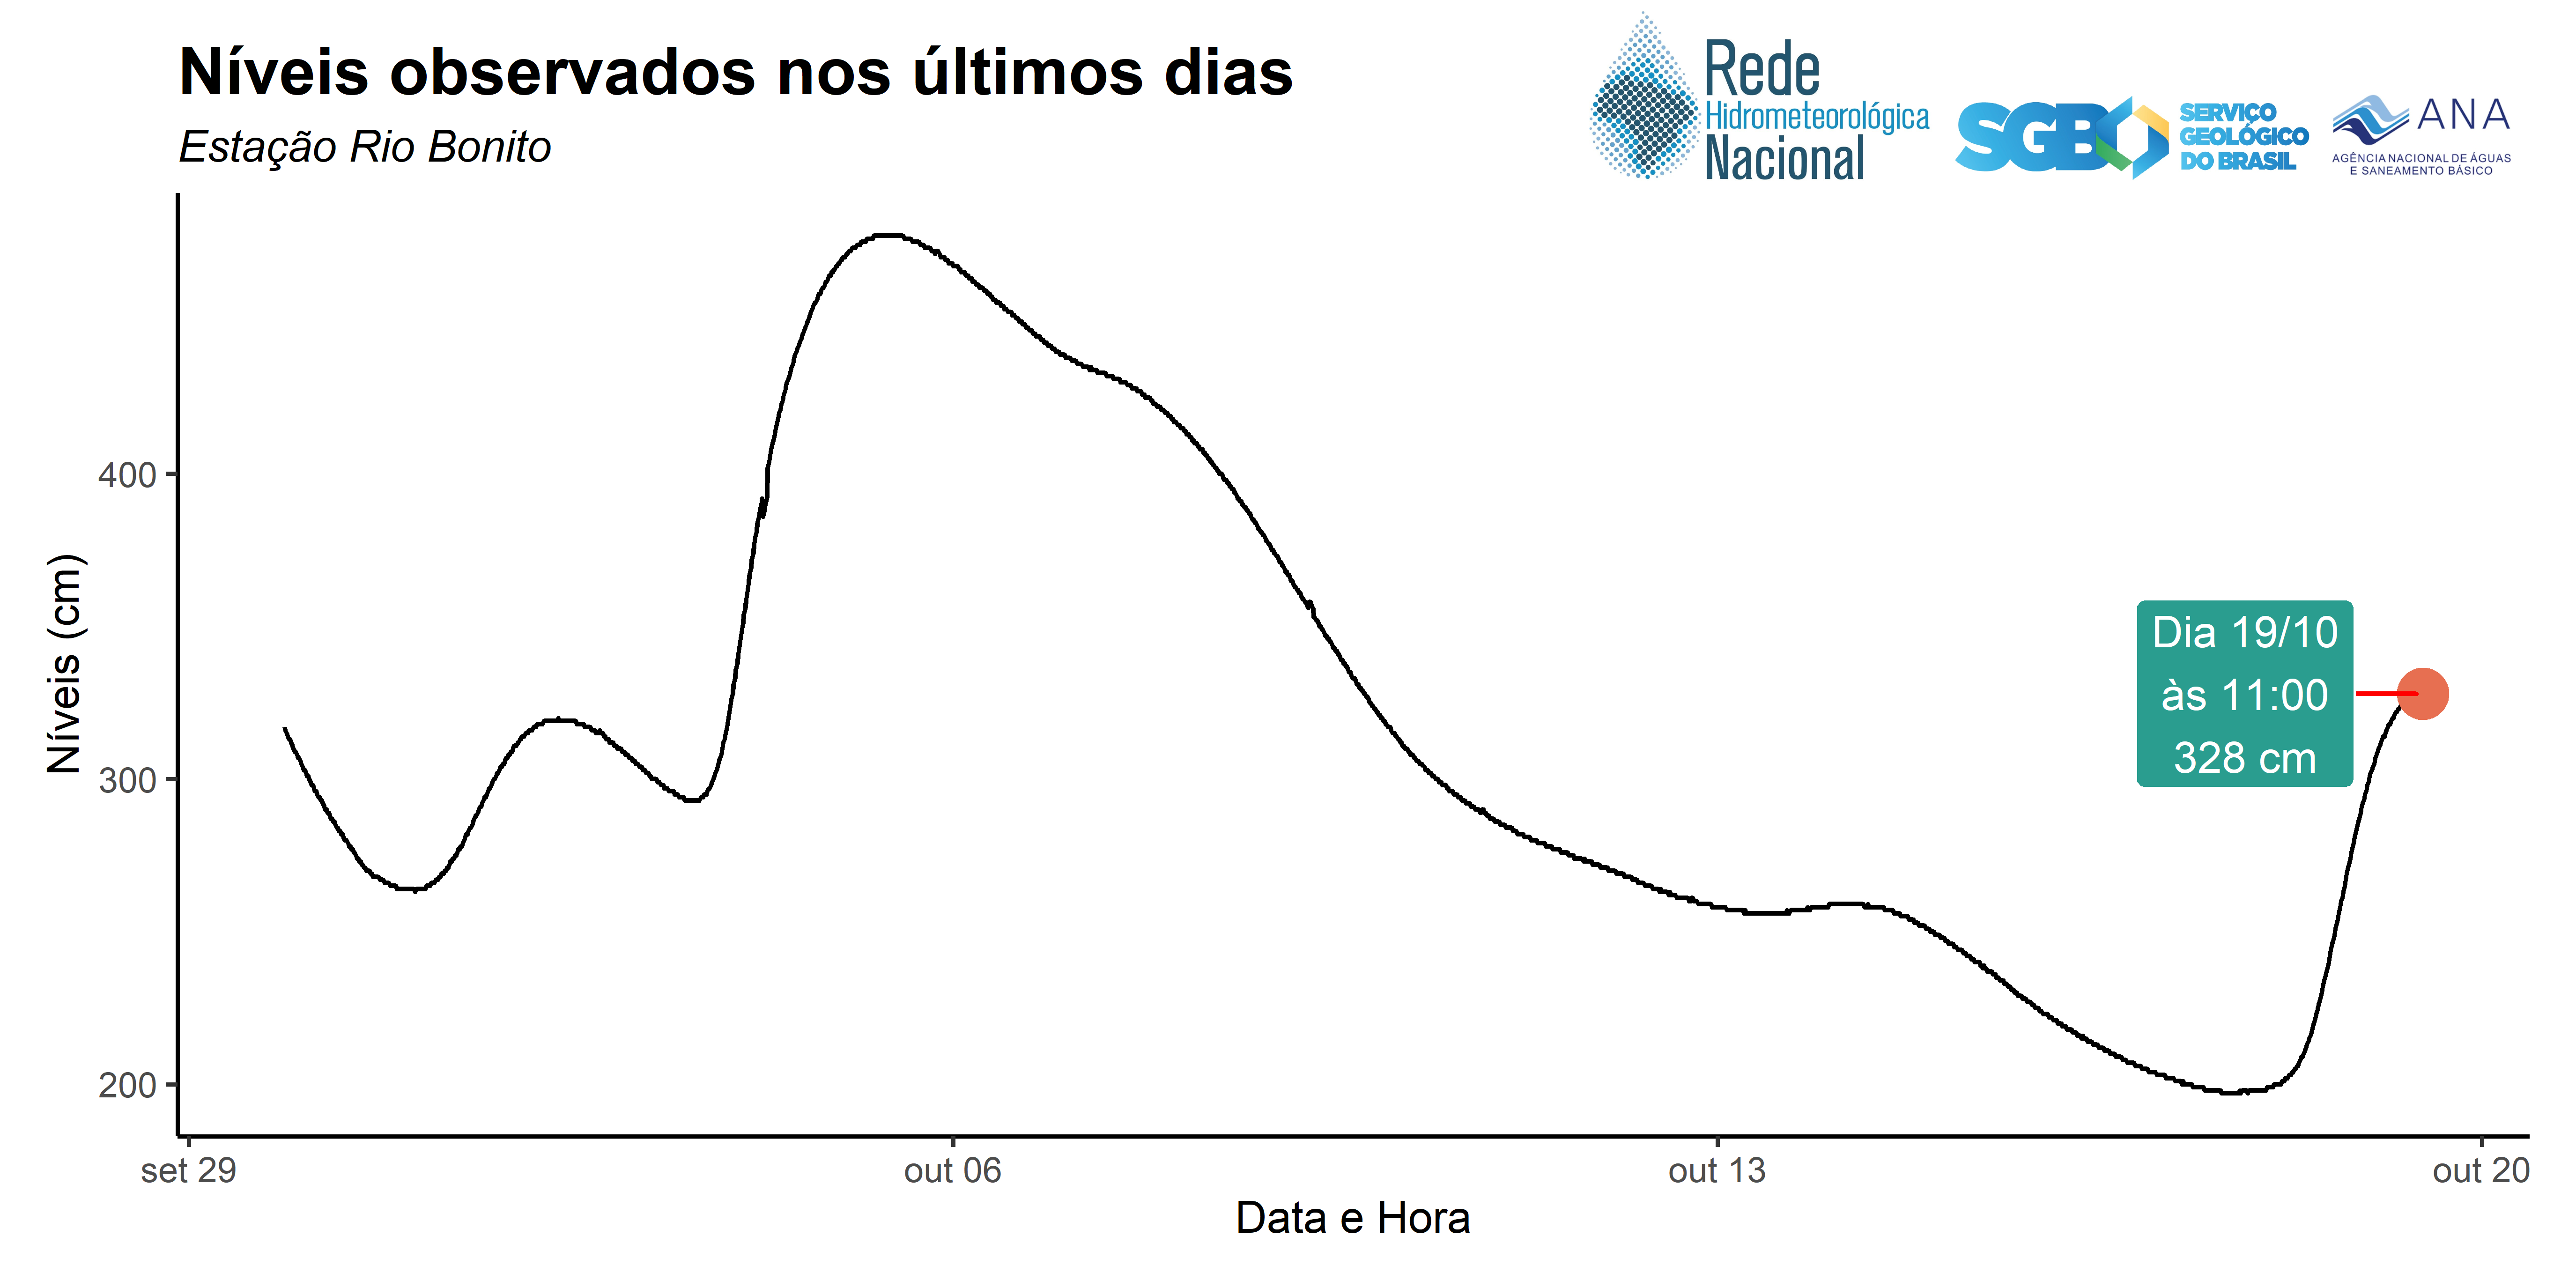 Níveis observados nos últimos dias
Estação Rio Bonito
Rede
Hidrometeorológica
Nacional
SGB
SERVIÇO
GEOLÓGICO
DO BRASIL
ANA
AGÊNCIA NACIONAL DE ÁGUAS
E SANEAMENTO BÁSICO
Níveis (cm)
400
300
200
Dia 19/10
às 11:00
328 cm
set 29
out 06
out 13
out 20
Data e Hora